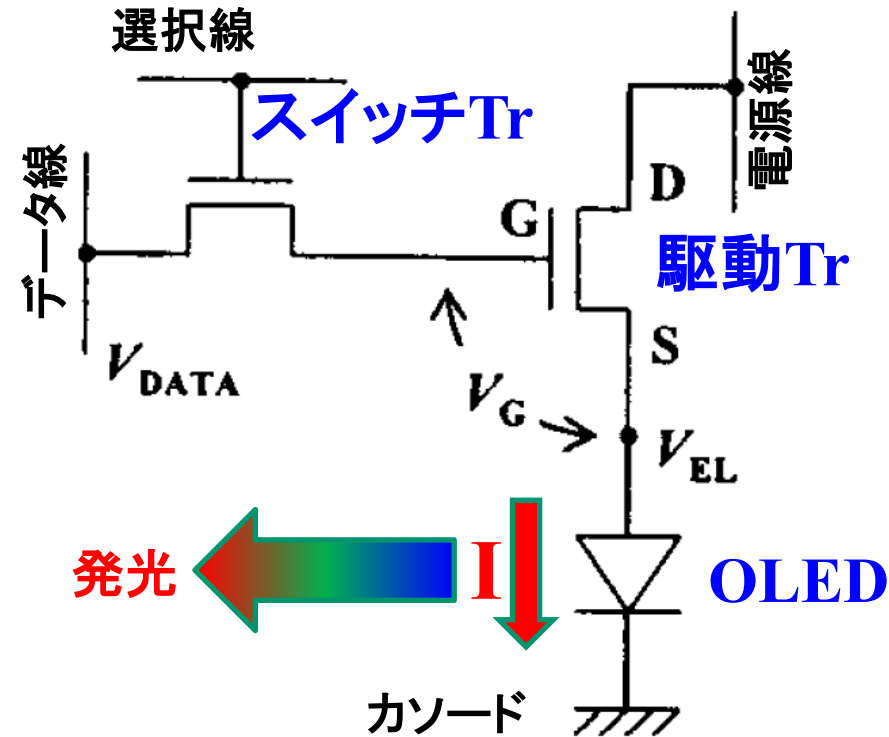 選択線
スイッチTr
電源線
データ線
G
D
駆動Tr
S
VDATA
VG
VEL
発光
I
OLED
カソード